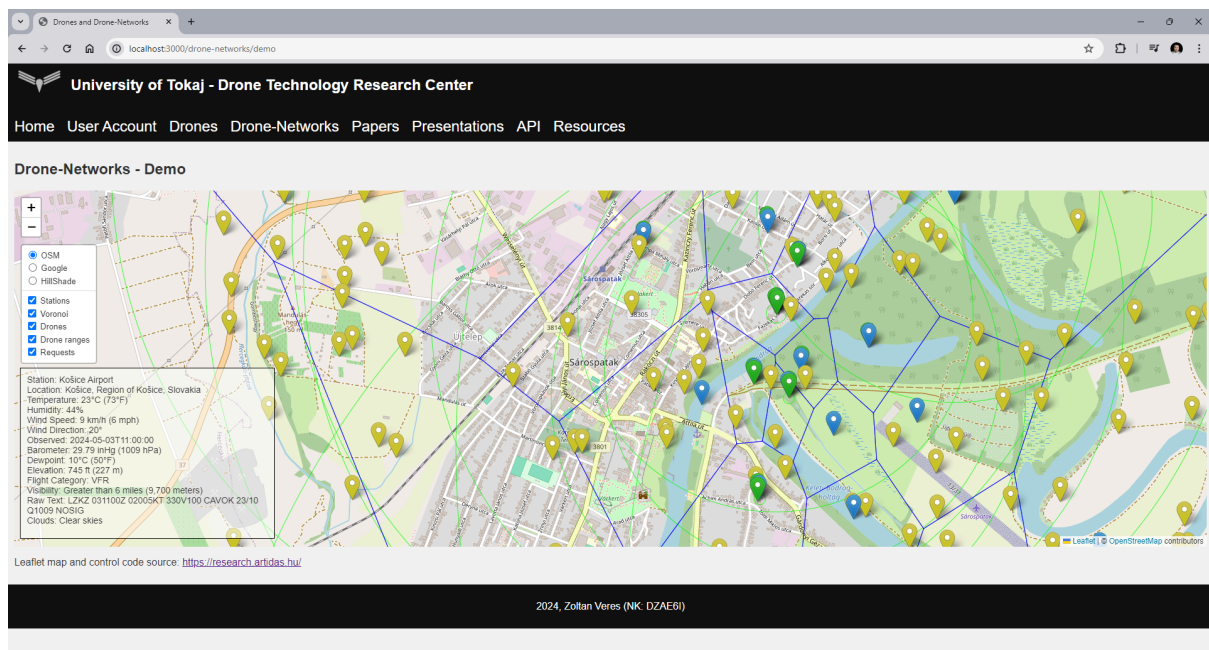 Drones and Drone-Networks
localhost:3000/drone-networks/demo
University of Tokaj - Drone Technology Research Center
Home User Account Drones Drone-Networks Papers Presentations API Resources
Drone-Networks - Demo
+
−
OSM
Google
HillShade
Stations
Voronoi
Drones
Drone ranges
Requests
Station: Košice Airport
Location: Košice, Region of Košice, Slovakia
Temperature: 23°C (73°F)
Humidity: 44%
Wind Speed: 9 km/h (6 mph)
Wind Direction: 20°
Observed: 2024-05-03T11:00:00
Barometer: 29.79 inHg (1009 hPa)
Dewpoint: 10°C (50°F)
Elevation: 745 ft (227 m)
Flight Category: VFR
Visibility: Greater than 6 miles (9,700 meters)
Raw Text: LZKZ 031100Z 02005KT 330V100 CAVOK 23/10
Q1009 NOSIG
Clouds: Clear skies
Sárospatak
38305
3814
Újtelep
Sárospatak
3801
37
Sárospatak
Leaflet | © OpenStreetMap contributors
Leaflet map and control code source: https://research.artidas.hu/
2024, Zoltan Veres (NK: DZAE6I)